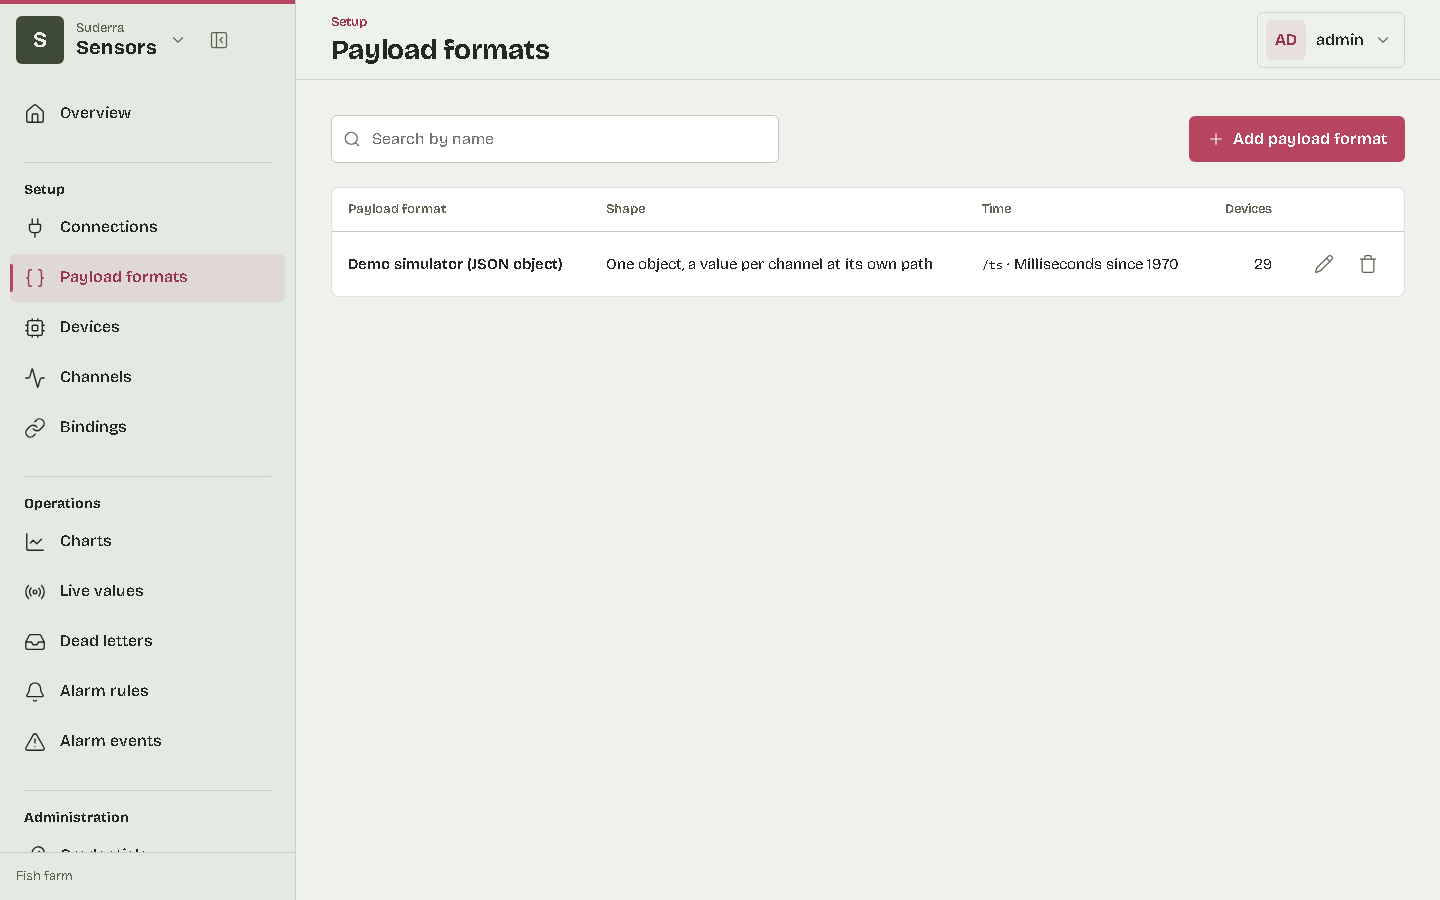 S
Suderra
Sensors
Overview
Setup
Connections
Payload formats
Devices
Channels
Bindings
Operations
Charts
Live values
Dead letters
Alarm rules
Alarm events
Administration
Fish farm
Setup
Payload formats
AD
admin
Search by name
Add payload format
Payload format Shape Time Devices
Demo simulator (JSON object) One object, a value per channel at its own path /ts · Milliseconds since 1970 29